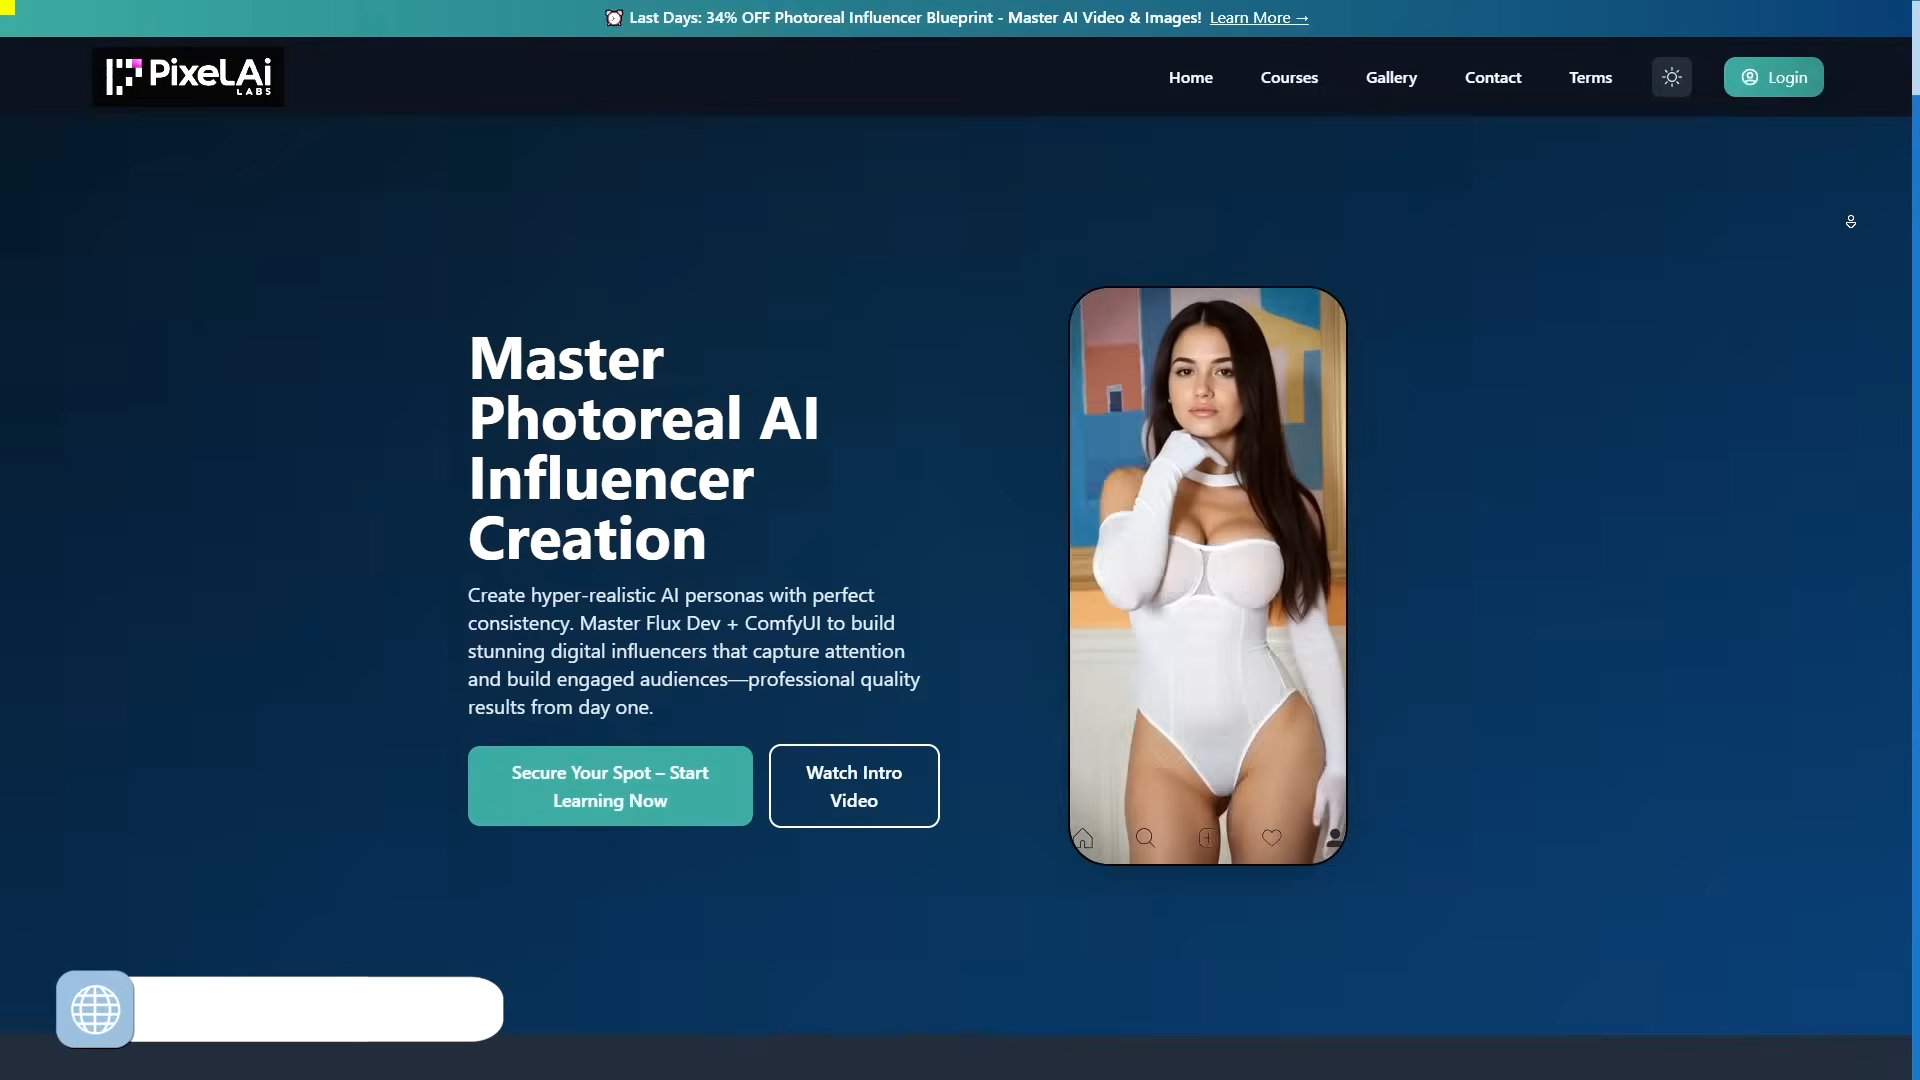 ⏰ Last Days: 34% OFF Photoreal Influencer Blueprint - Master AI Video & Images! Learn More →
PixelAi
LABS
Home
Courses
Gallery
Contact
Terms
Login
Master
Photoreal AI
Influencer
Creation
Create hyper-realistic AI personas with perfect
consistency. Master Flux Dev + ComfyUI to build
stunning digital influencers that capture attention
and build engaged audiences—professional quality
results from day one.
Secure Your Spot – Start
Learning Now
Watch Intro
Video